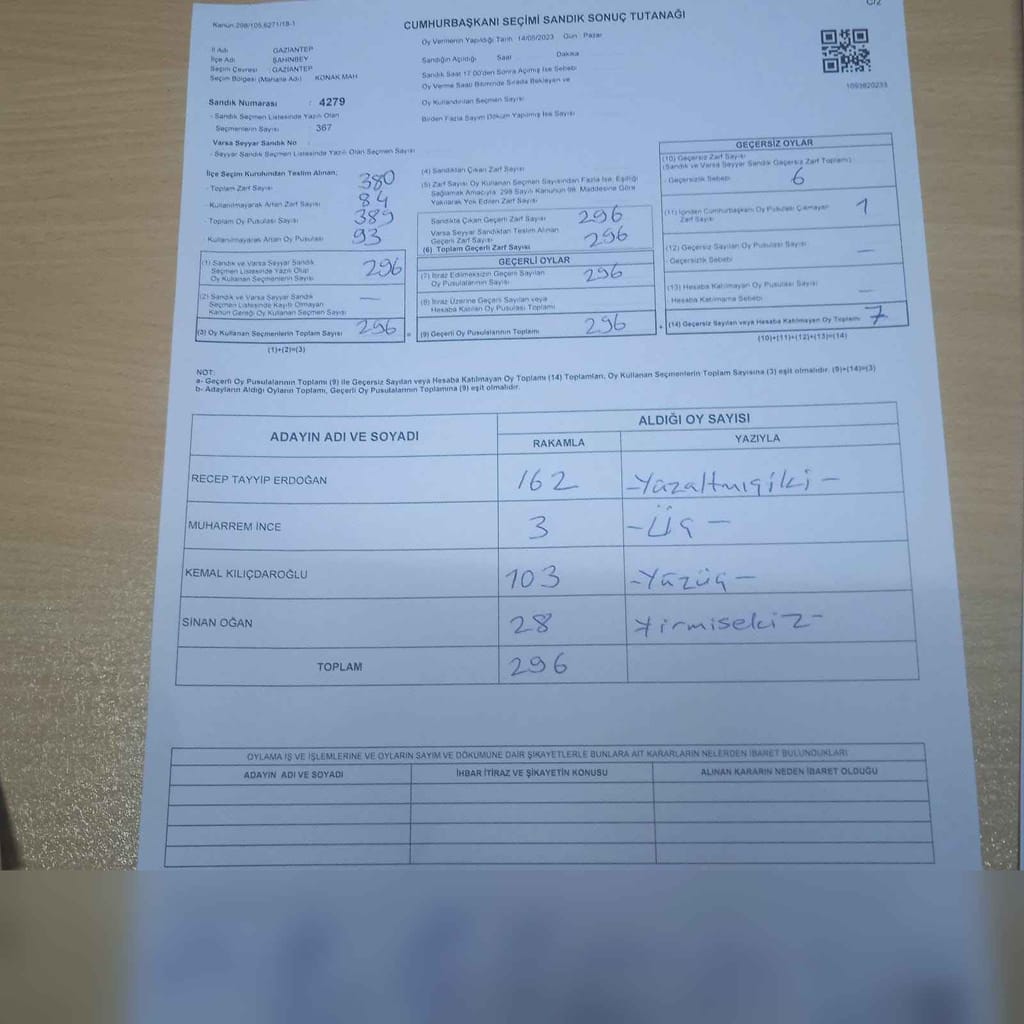 C/2
Kanun:298/105,6271/18-1
CUMHURBAŞKANI SEÇİMİ SANDIK SONUÇ TUTANAĞI
İl Adı GAZİANTEP
İlçe Adı ŞAHİNBEY
Seçim Çevresi GAZİANTEP
Seçim Bölgesi (Mahalle Adı) KONAK MAH
Sandık Numarası : 4279
- Sandık Seçmen Listesinde Yazılı Olan
Seçmenlerin Sayısı : 367
Varsa Seyyar Sandık No :
- Seyyar Sandık Seçmen Listesinde Yazılı Olan Seçmen Sayısı
Oy Vermenin Yapıldığı Tarih 14/05/2023 Gün Pazar
Sandığın Açıldığı Saat Dakika
Sandık Saat 17.00'den Sonra Açılmış İse Sebebi
Oy Verme Saati Bitiminde Sırada Bekleyen ve
Oy Kullandırılan Seçmen Sayısı
Birden Fazla Sayım Döküm Yapılmış İse Sayısı
1093820233
İlçe Seçim Kurulundan Teslim Alınan;
- Toplam Zarf Sayısı 380
- Kullanılmayarak Artan Zarf Sayısı 84
- Toplam Oy Pusulası Sayısı 389
Kullanılmayarak Artan Oy Pusulası 93
(1) Sandık ve Varsa Seyyar Sandık
Seçmen Listesinde Yazılı Olup
Oy Kullanan Seçmenlerin Sayısı 296
(2) Sandık ve Varsa Seyyar Sandık
Seçmen Listesinde Kayıtlı Olmayan
Kanun Gereği Oy Kullanan Seçmen Sayısı —
(3) Oy Kullanan Seçmenlerin Toplam Sayısı 296 =
(1)+(2)=(3)
(4) Sandıktan Çıkan Zarf Sayısı
(5) Zarf Sayısı Oy Kullanan Seçmen Sayısından Fazla İse, Eşitliği
Sağlamak Amacıyla 298 Sayılı Kanunun 98. Maddesine Göre
Yakılarak Yok Edilen Zarf Sayısı
Sandıkta Çıkan Geçerli Zarf Sayısı 296
Varsa Seyyar Sandıktan Teslim Alınan
Geçerli Zarf Sayısı
(6) Toplam Geçerli Zarf Sayısı 296
GEÇERLİ OYLAR
(7) İtiraz Edilmeksizin Geçerli Sayılan
Oy Pusulalarının Sayısı 296
(8) İtiraz Üzerine Geçerli Sayılan veya
Hesaba Katılan Oy Pusulası Toplamı
(9) Geçerli Oy Pusulalarının Toplamı 296 +
GEÇERSİZ OYLAR
(10) Geçersiz Zarf Sayısı
(Sandık ve Varsa Seyyar Sandık Geçersiz Zarf Toplamı)
- Geçersizlik Sebebi 6
(11) İçinden Cumhurbaşkanı Oy Pusulası Çıkmayan
Zarf Sayısı 1
(12) Geçersiz Sayılan Oy Pusulası Sayısı
- Geçersizlik Sebebi —
(13) Hesaba Katılmayan Oy Pusulası Sayısı
Hesaba Katılmama Sebebi —
(14) Geçersiz Sayılan veya Hesaba Katılmayan Oy Toplamı 7
(10)+(11)+(12)+(13)=(14)
NOT:
a- Geçerli Oy Pusulalarının Toplamı (9) ile Geçersiz Sayılan veya Hesaba Katılmayan Oy Toplamı (14) Toplamları, Oy Kullanan Seçmenlerin Toplam Sayısına (3) eşit olmalıdır. (9)+(14)=(3)
b- Adayların Aldığı Oyların Toplamı, Geçerli Oy Pusulalarının Toplamına (9) eşit olmalıdır.
ADAYIN ADI VE SOYADI ALDIĞI OY SAYISI
RAKAMLA YAZIYLA
RECEP TAYYİP ERDOĞAN 162 -Yüzaltmışiki-
MUHARREM İNCE 3 -Üç-
KEMAL KILIÇDAROĞLU 103 -Yüzüç-
SİNAN OĞAN 28 Yirmisekiz-
TOPLAM 296
OYLAMA İŞ VE İŞLEMLERİNE VE OYLARIN SAYIM VE DÖKÜMÜNE DAİR ŞİKAYETLERLE BUNLARA AİT KARARLARIN NELERDEN İBARET BULUNDUKLARI
ADAYIN ADI VE SOYADI İHBAR İTİRAZ VE ŞİKAYETİN KONUSU ALINAN KARARIN NEDEN İBARET OLDUĞU